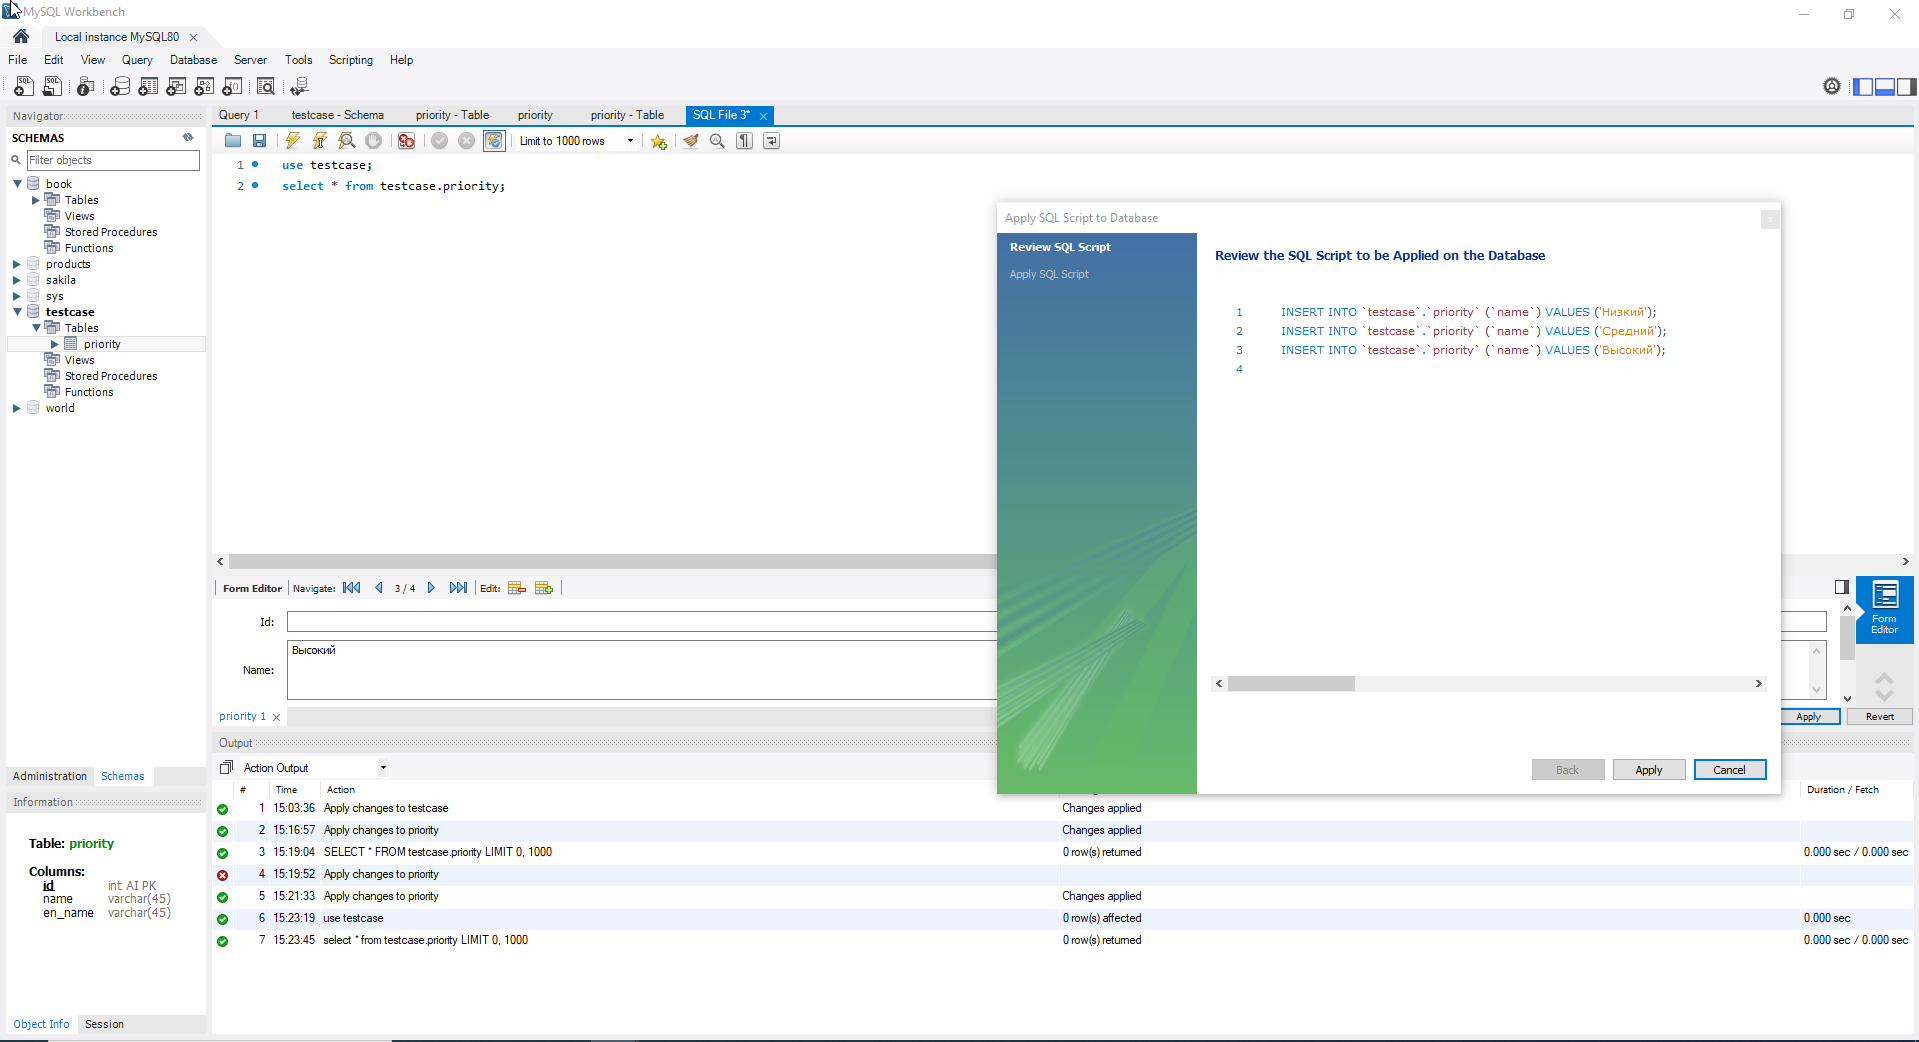 MySQL Workbench
Local instance MySQL80
File Edit View Query Database Server Tools Scripting Help
Navigator
SCHEMAS
Filter objects
book
Tables
Views
Stored Procedures
Functions
products
sakila
sys
testcase
Tables
priority
Views
Stored Procedures
Functions
world
Administration Schemas
Information
Table: priority
Columns:
id int AI PK
name varchar(45)
en_name varchar(45)
Object Info Session
Query 1 testcase - Schema priority - Table priority priority - Table SQL File 3*
Limit to 1000 rows
1 use testcase;
2 select * from testcase.priority;
Apply SQL Script to Database
Review SQL Script
Apply SQL Script
Review the SQL Script to be Applied on the Database
1 INSERT INTO `testcase`.`priority` (`name`) VALUES ('Низкий');
2 INSERT INTO `testcase`.`priority` (`name`) VALUES ('Средний');
3 INSERT INTO `testcase`.`priority` (`name`) VALUES ('Высокий');
4
Back Apply Cancel
Form Editor Navigate: 3 / 4 Edit:
Id:
Name: Высокий
Form Editor
priority 1
Apply Revert
Output
Action Output
# Time Action Duration / Fetch
1 15:03:36 Apply changes to testcase Changes applied
2 15:16:57 Apply changes to priority Changes applied
3 15:19:04 SELECT * FROM testcase.priority LIMIT 0, 1000 0 row(s) returned 0.000 sec / 0.000 sec
4 15:19:52 Apply changes to priority
5 15:21:33 Apply changes to priority Changes applied
6 15:23:19 use testcase 0 row(s) affected 0.000 sec
7 15:23:45 select * from testcase.priority LIMIT 0, 1000 0 row(s) returned 0.000 sec / 0.000 sec